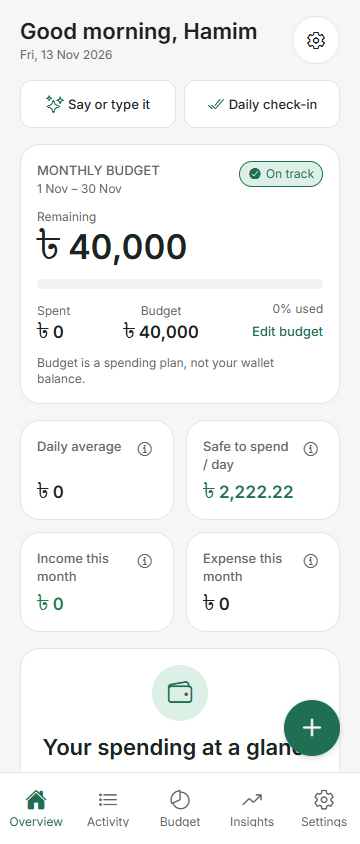 Good morning, Hamim
Fri, 13 Nov 2026
Say or type it
Daily check-in
MONTHLY BUDGET
On track
1 Nov – 30 Nov
Remaining
৳ 40,000
Spent
Budget
0% used
৳ 0
৳ 40,000
Edit budget
Budget is a spending plan, not your wallet
balance.
Daily average
৳ 0
Safe to spend
/ day
৳ 2,222.22
Income this
month
৳ 0
Expense this
month
৳ 0
Your spending at a glan
Overview
Activity
Budget
Insights
Settings